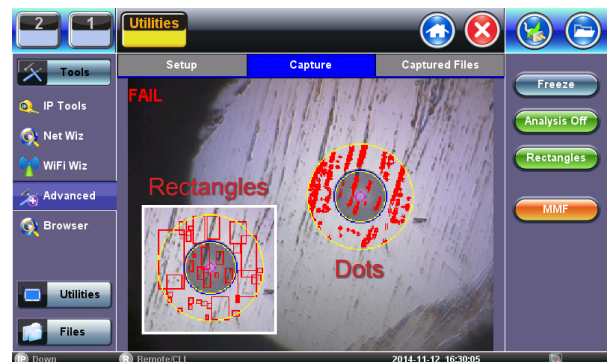 2
1
Utilities
Tools
Setup
Capture
Captured Files
IP Tools
Net Wiz
WiFi Wiz
Advanced
Browser
Utilities
Files
FAIL
Rectangles
Dots
Freeze
Analysis Off
Rectangles
MMF
IP Down
R Remote/CLI
2014-11-12 16:30:05